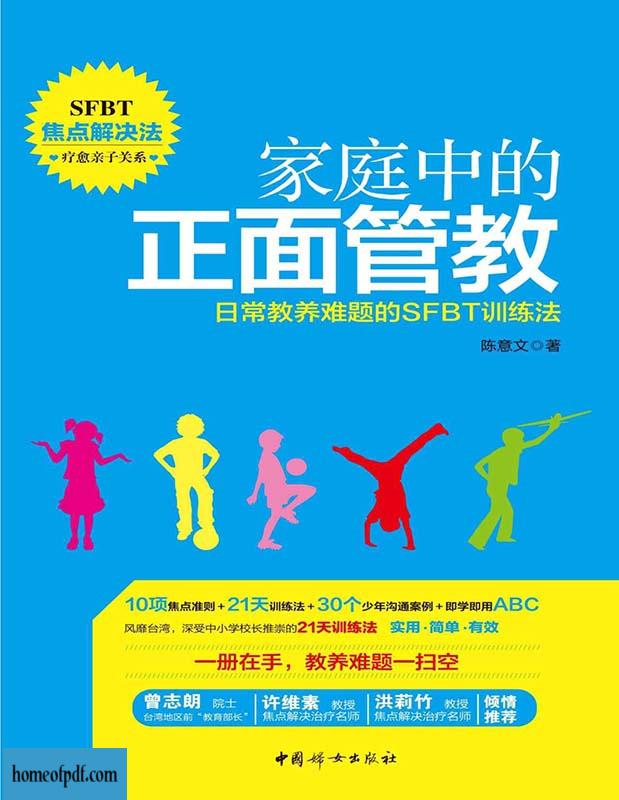 SFBT
焦点解决法
♥疗愈亲子关系♥
家庭中的
正面管教
日常教养难题的SFBT训练法
陈意文◎著
10项焦点准则+21天训练法+30个少年沟通案例+即学即用ABC
风靡台湾，深受中小学校长推崇的21天训练法 实用·简单·有效
一册在手，教养难题一扫空
曾志朗 院士
台湾地区前“教育部长”
许维素 教授
焦点解决治疗名师
洪莉竹 教授
焦点解决治疗名师
倾情
推荐
中国妇女出版社
homeofpdf.com